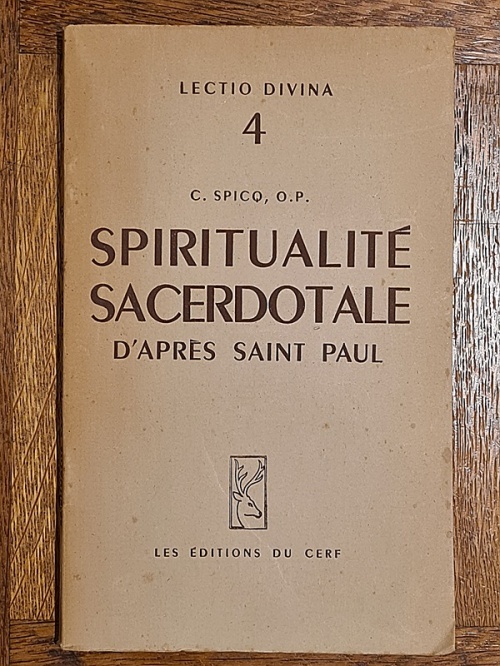 LECTIO DIVINA
4
C. SPICQ, O.P.
SPIRITUALITÉ
SACERDOTALE
D'APRÈS SAINT PAUL
LES ÉDITIONS DU CERF